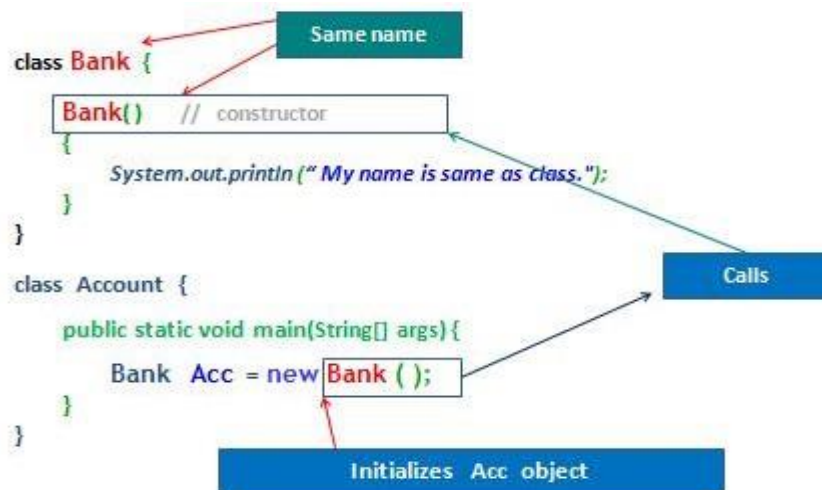 Same name
class Bank {
Bank() // constructor
{
System.out.println (“ My name is same as class.");
}
}
Calls
class Account {
public static void main(String[] args) {
Bank Acc = new Bank ( );
}
}
Initializes Acc object